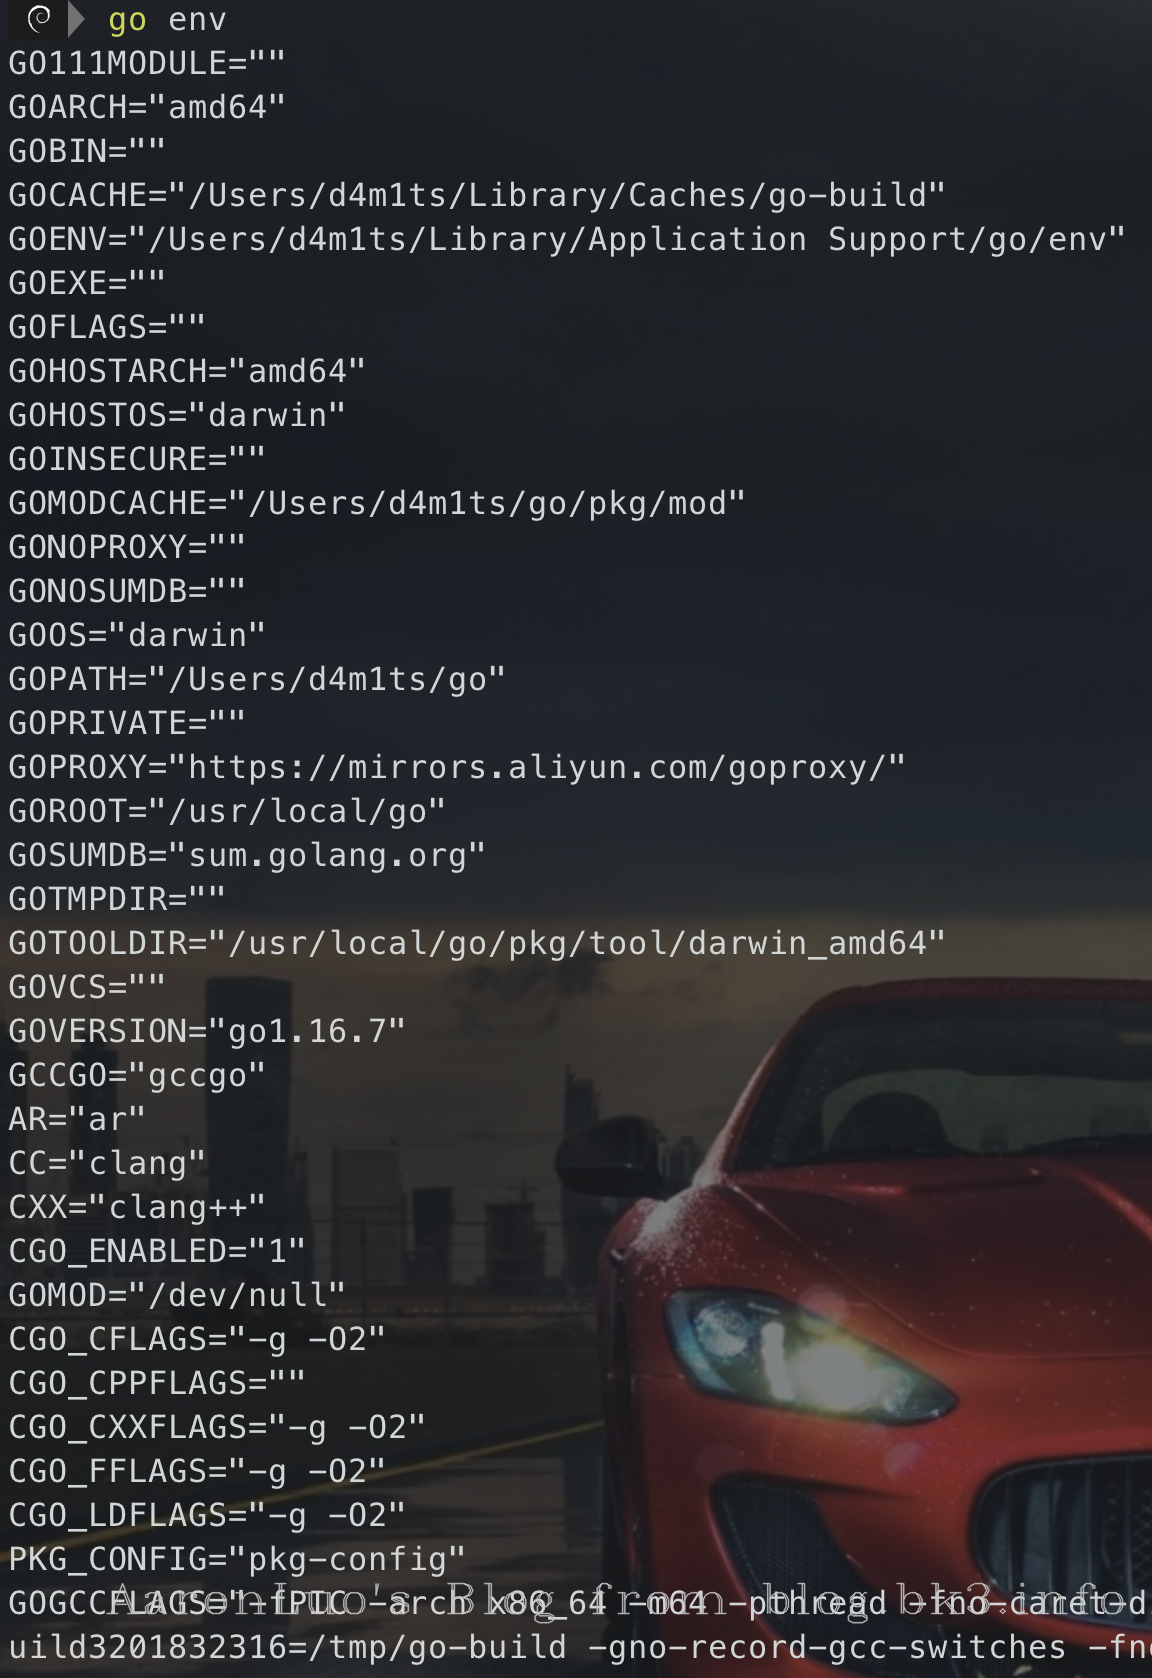 go env
GO111MODULE=""
GOARCH="amd64"
GOBIN=""
GOCACHE="/Users/d4m1ts/Library/Caches/go-build"
GOENV="/Users/d4m1ts/Library/Application Support/go/env"
GOEXE=""
GOFLAGS=""
GOHOSTARCH="amd64"
GOHOSTOS="darwin"
GOINSECURE=""
GOMODCACHE="/Users/d4m1ts/go/pkg/mod"
GONOPROXY=""
GONOSUMDB=""
GOOS="darwin"
GOPATH="/Users/d4m1ts/go"
GOPRIVATE=""
GOPROXY="https://mirrors.aliyun.com/goproxy/"
GOROOT="/usr/local/go"
GOSUMDB="sum.golang.org"
GOTMPDIR=""
GOTOOLDIR="/usr/local/go/pkg/tool/darwin_amd64"
GOVCS=""
GOVERSION="go1.16.7"
GCCGO="gccgo"
AR="ar"
CC="clang"
CXX="clang++"
CGO_ENABLED="1"
GOMOD="/dev/null"
CGO_CFLAGS="-g -O2"
CGO_CPPFLAGS=""
CGO_CXXFLAGS="-g -O2"
CGO_FFLAGS="-g -O2"
CGO_LDFLAGS="-g -O2"
PKG_CONFIG="pkg-config"
GOGCCFLAGS="-fPIC -arch x86_64 -m64 -pthread -fno-caret-d
AaronLuo's Blog from blog.bk3.info
uild3201832316=/tmp/go-build -gno-record-gcc-switches -fn